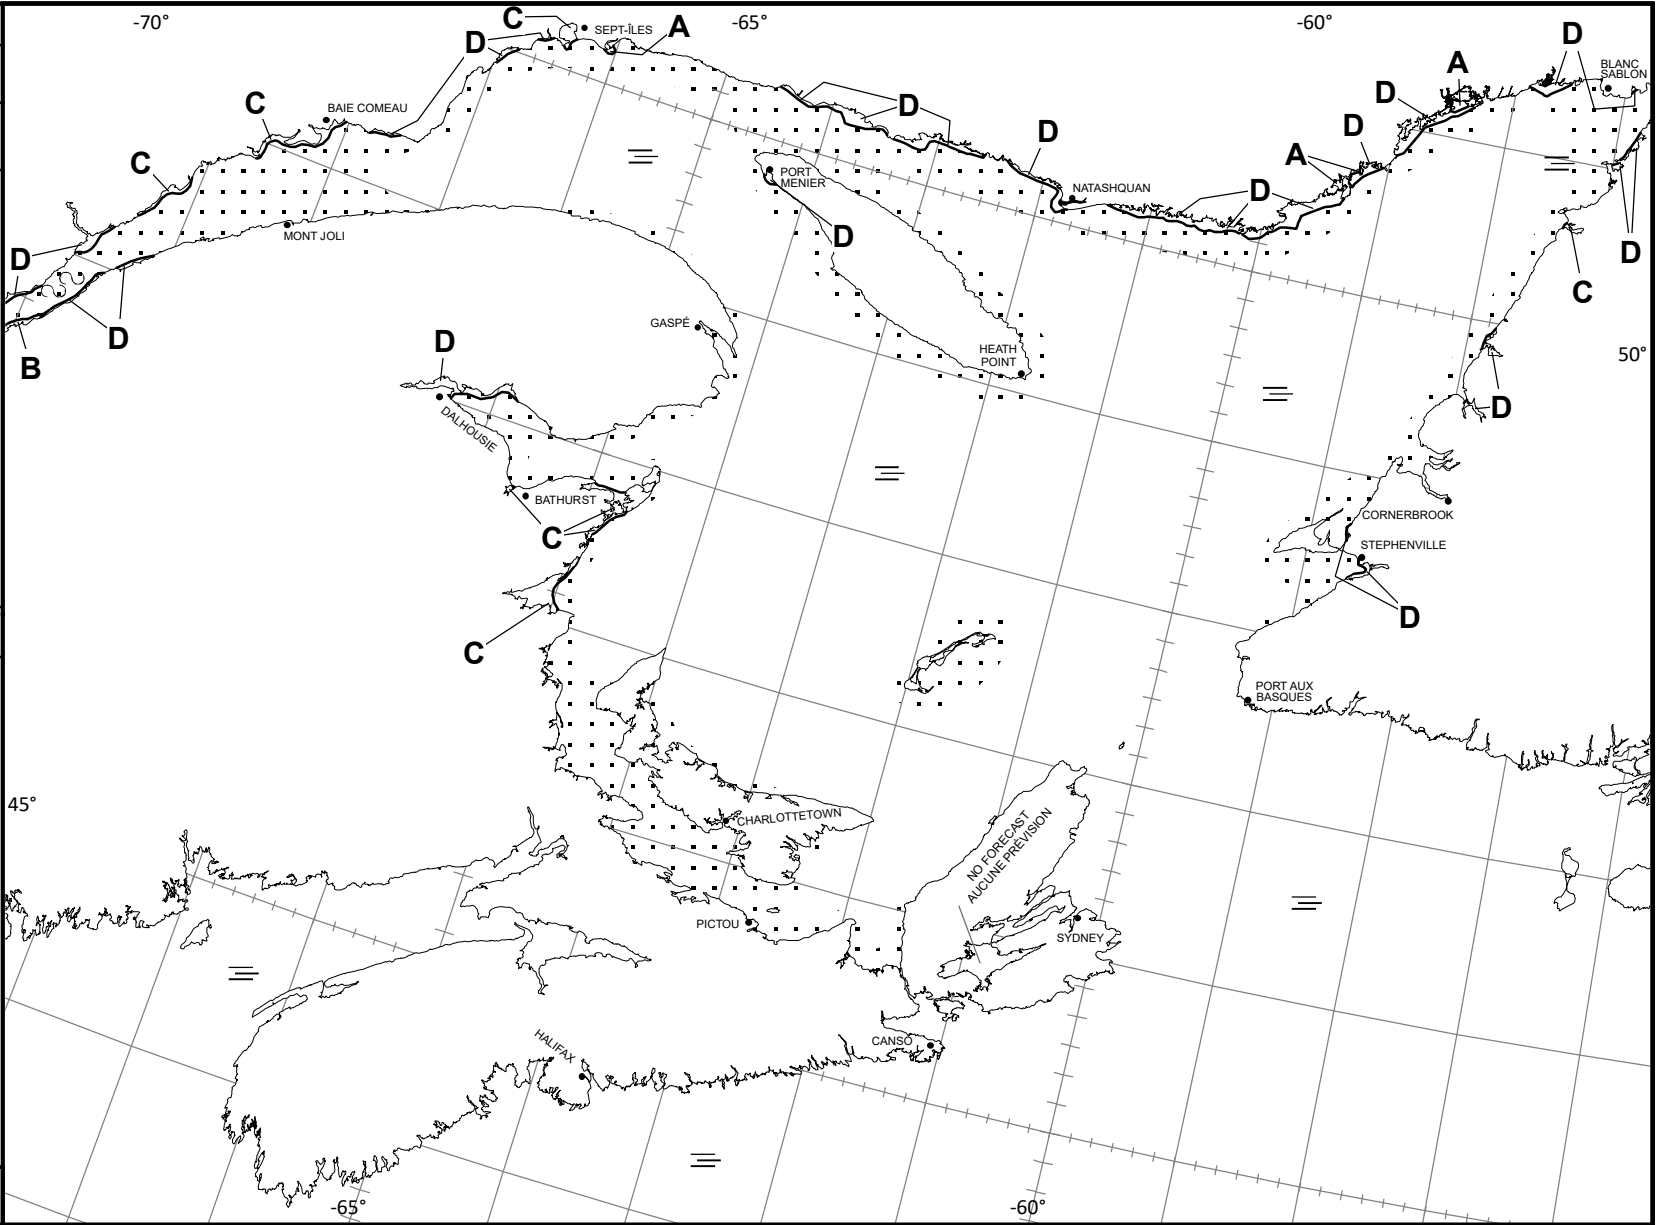 -70°
-65°
-60°
C
SEPT-ÎLES
A
D
D
BLANC
SABLON
A
D
C
BAIE COMEAU
D
D
D
C
A
PORT
MENIER
NATASHQUAN
D
D
MONT JOLI
D
D
C
D
B
GASPÉ
D
HEATH
POINT
50°
DALHOUSIE
D
BATHURST
C
CORNERBROOK
STEPHENVILLE
D
C
PORT AUX
BASQUES
45°
CHARLOTTETOWN
NO FORECAST
AUCUNE PRÉVISION
PICTOU
SYDNEY
HALIFAX
CANSO
-65°
-60°